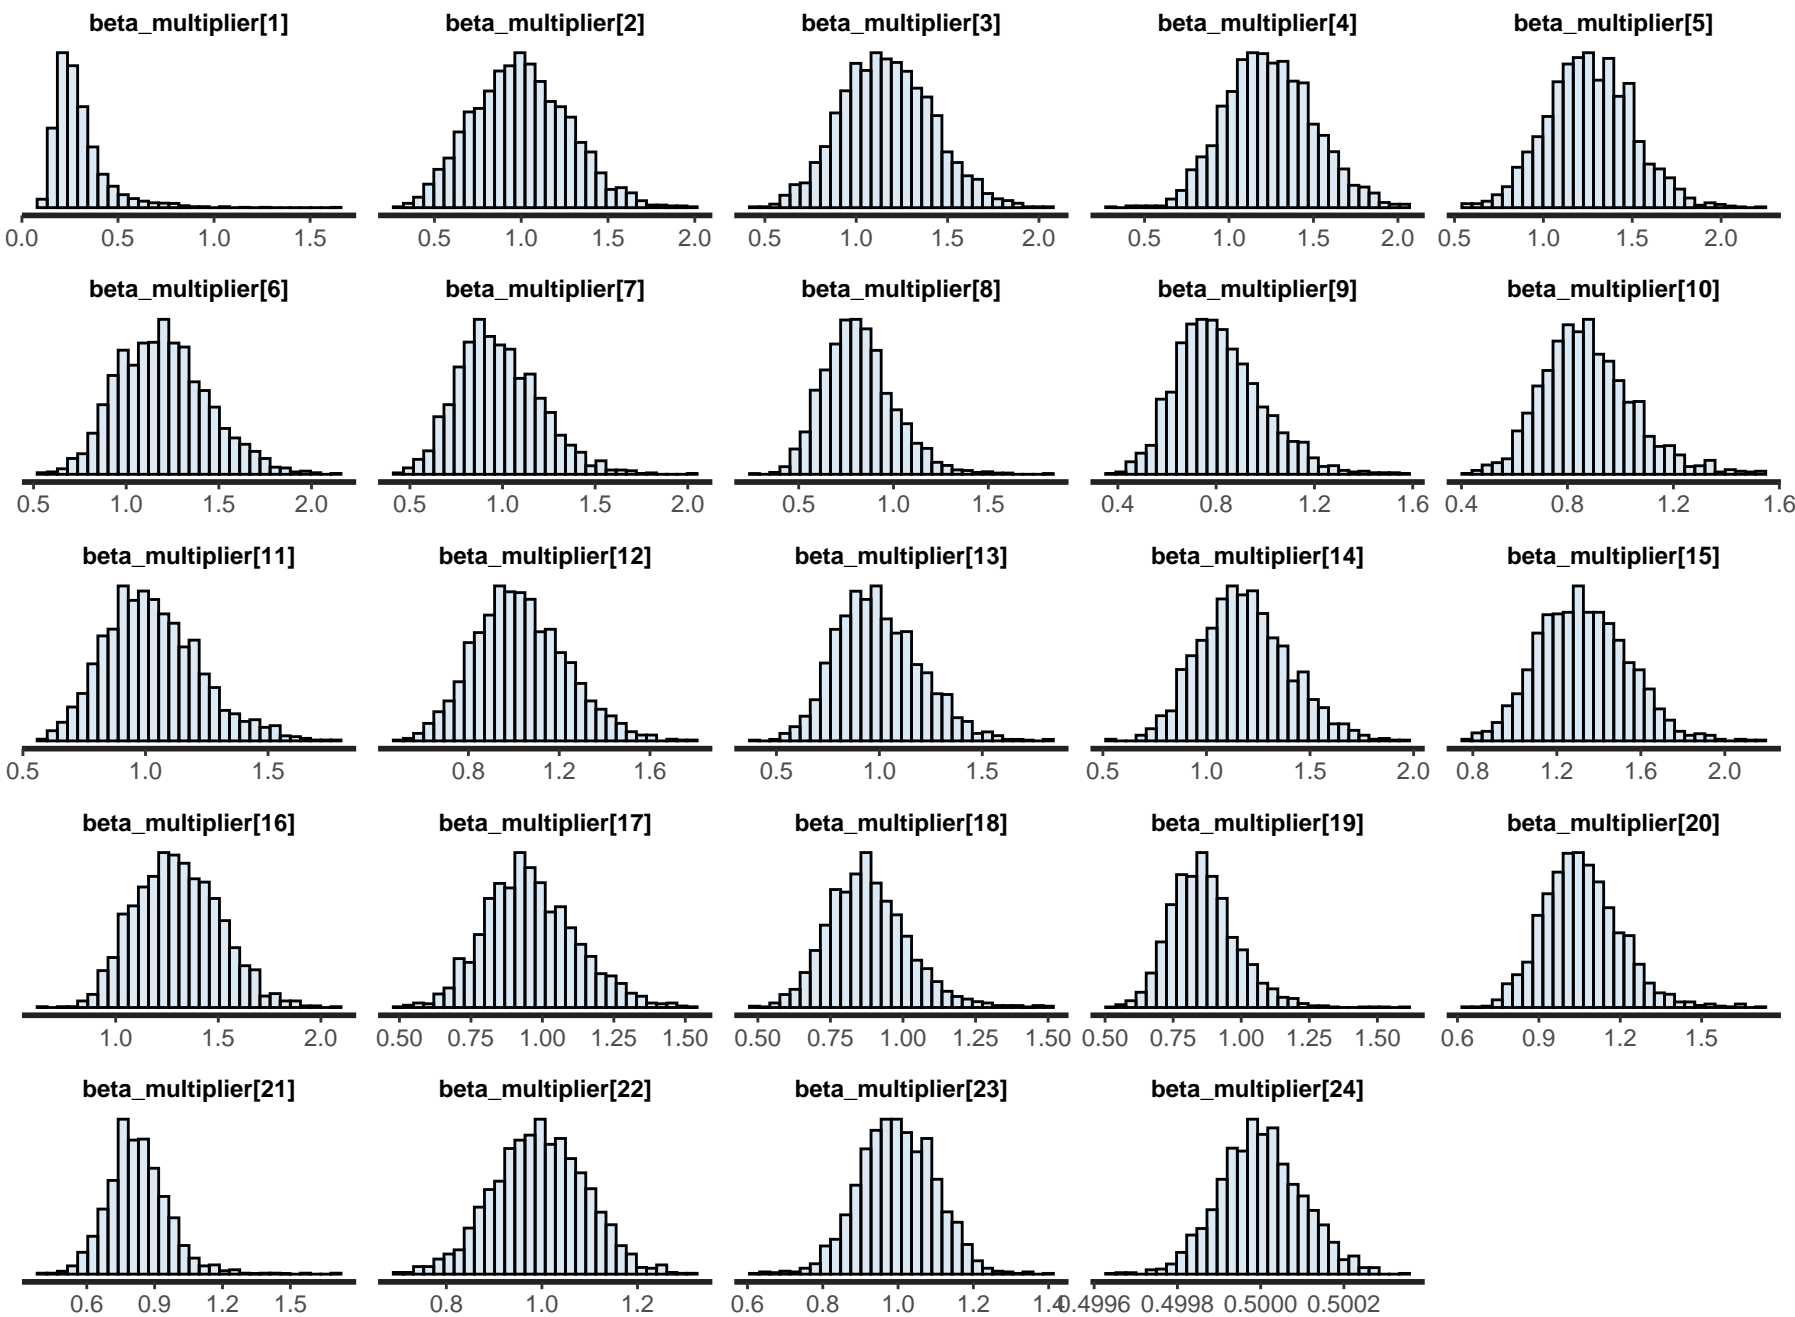 beta_multiplier[1] beta_multiplier[2] beta_multiplier[3] beta_multiplier[4] beta_multiplier[5]
0.0 0.5 1.0 1.5 0.5 1.0 1.5 2.0 0.5 1.0 1.5 2.0 0.5 1.0 1.5 2.0 0.5 1.0 1.5 2.0
beta_multiplier[6] beta_multiplier[7] beta_multiplier[8] beta_multiplier[9] beta_multiplier[10]
0.5 1.0 1.5 2.0 0.5 1.0 1.5 2.0 0.5 1.0 1.5 0.4 0.8 1.2 1.6 0.4 0.8 1.2 1.6
beta_multiplier[11] beta_multiplier[12] beta_multiplier[13] beta_multiplier[14] beta_multiplier[15]
0.5 1.0 1.5 0.8 1.2 1.6 0.5 1.0 1.5 0.5 1.0 1.5 2.0 0.8 1.2 1.6 2.0
beta_multiplier[16] beta_multiplier[17] beta_multiplier[18] beta_multiplier[19] beta_multiplier[20]
1.0 1.5 2.0 0.50 0.75 1.00 1.25 1.50 0.50 0.75 1.00 1.25 1.50 0.50 0.75 1.00 1.25 1.50 0.6 0.9 1.2 1.5
beta_multiplier[21] beta_multiplier[22] beta_multiplier[23] beta_multiplier[24]
0.6 0.9 1.2 1.5 0.8 1.0 1.2 0.6 0.8 1.0 1.2 1.4 0.4996 0.4998 0.5000 0.5002